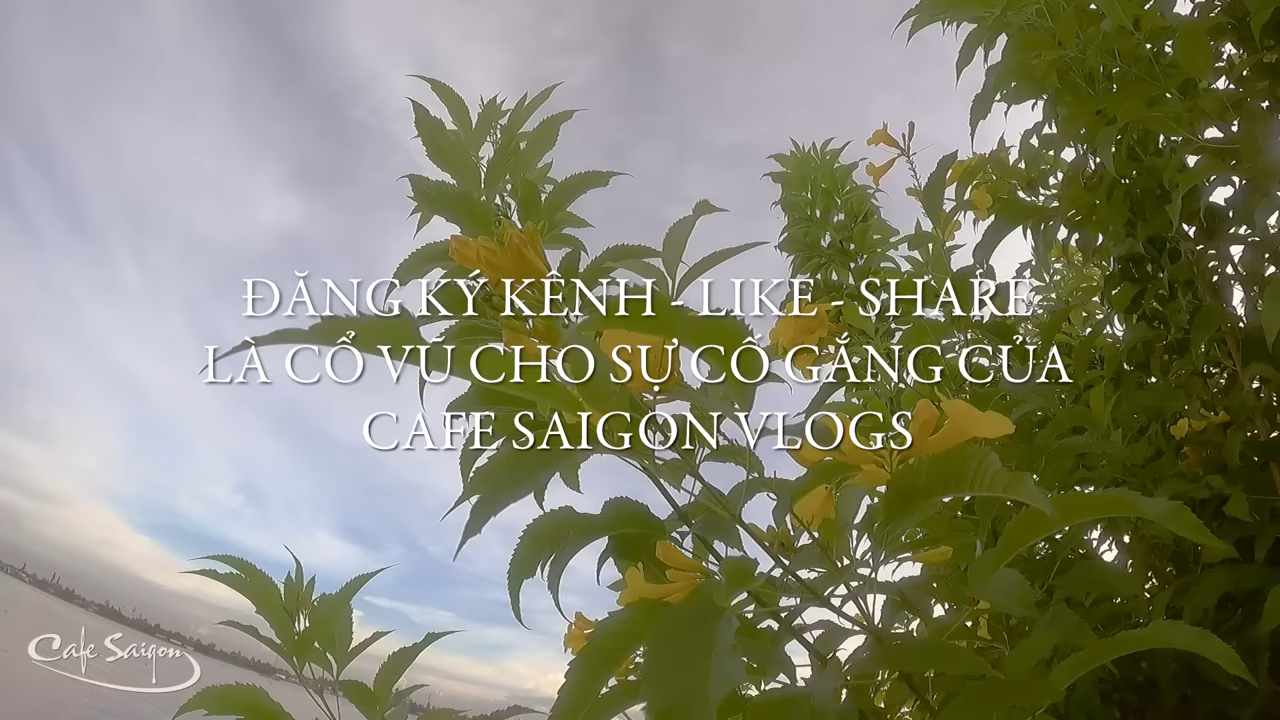 ĐĂNG KÝ KÊNH - LIKE - SHARE
LÀ CỔ VŨ CHO SỰ CỐ GẮNG CỦA
CAFE SAIGON VLOGS
Cafe Saigon